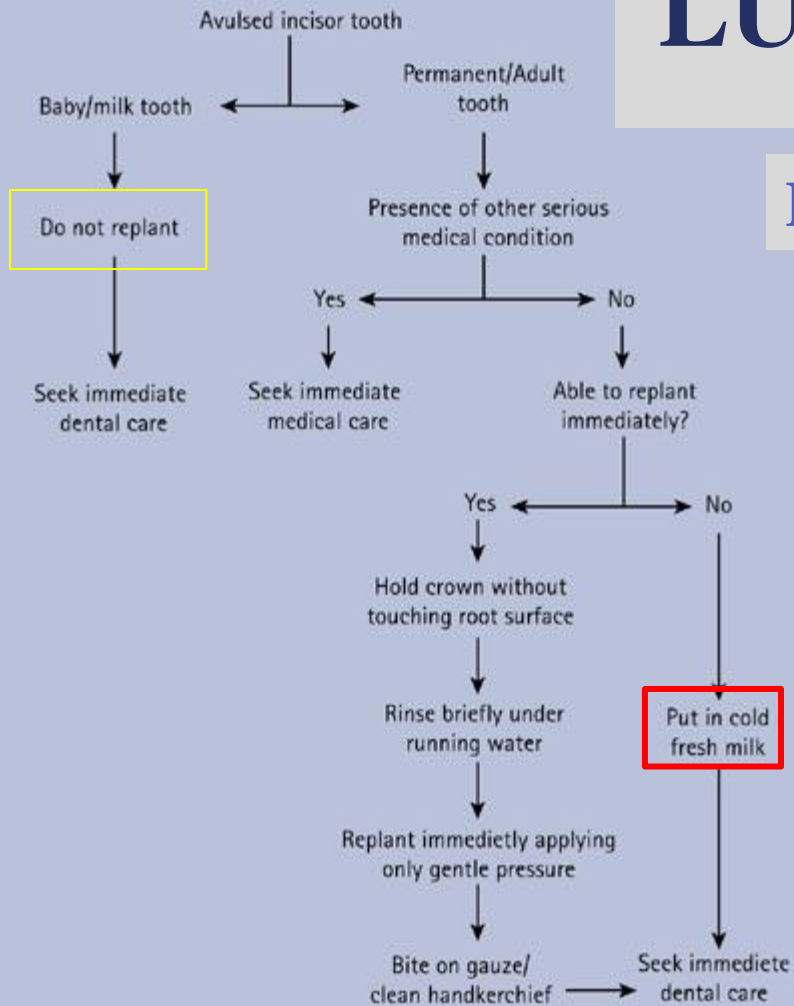 LU
Avulsed incisor tooth
Baby/milk tooth
Permanent/Adult
tooth
Do not replant
Presence of other serious
medical condition
Yes
No
Seek immediate
dental care
Seek immediate
medical care
Able to replant
immediately?
Yes
No
Hold crown without
touching root surface
Rinse briefly under
running water
Put in cold
fresh milk
Replant immedietly applying
only gentle pressure
Bite on gauze/
clean handkerchief
Seek immediete
dental care